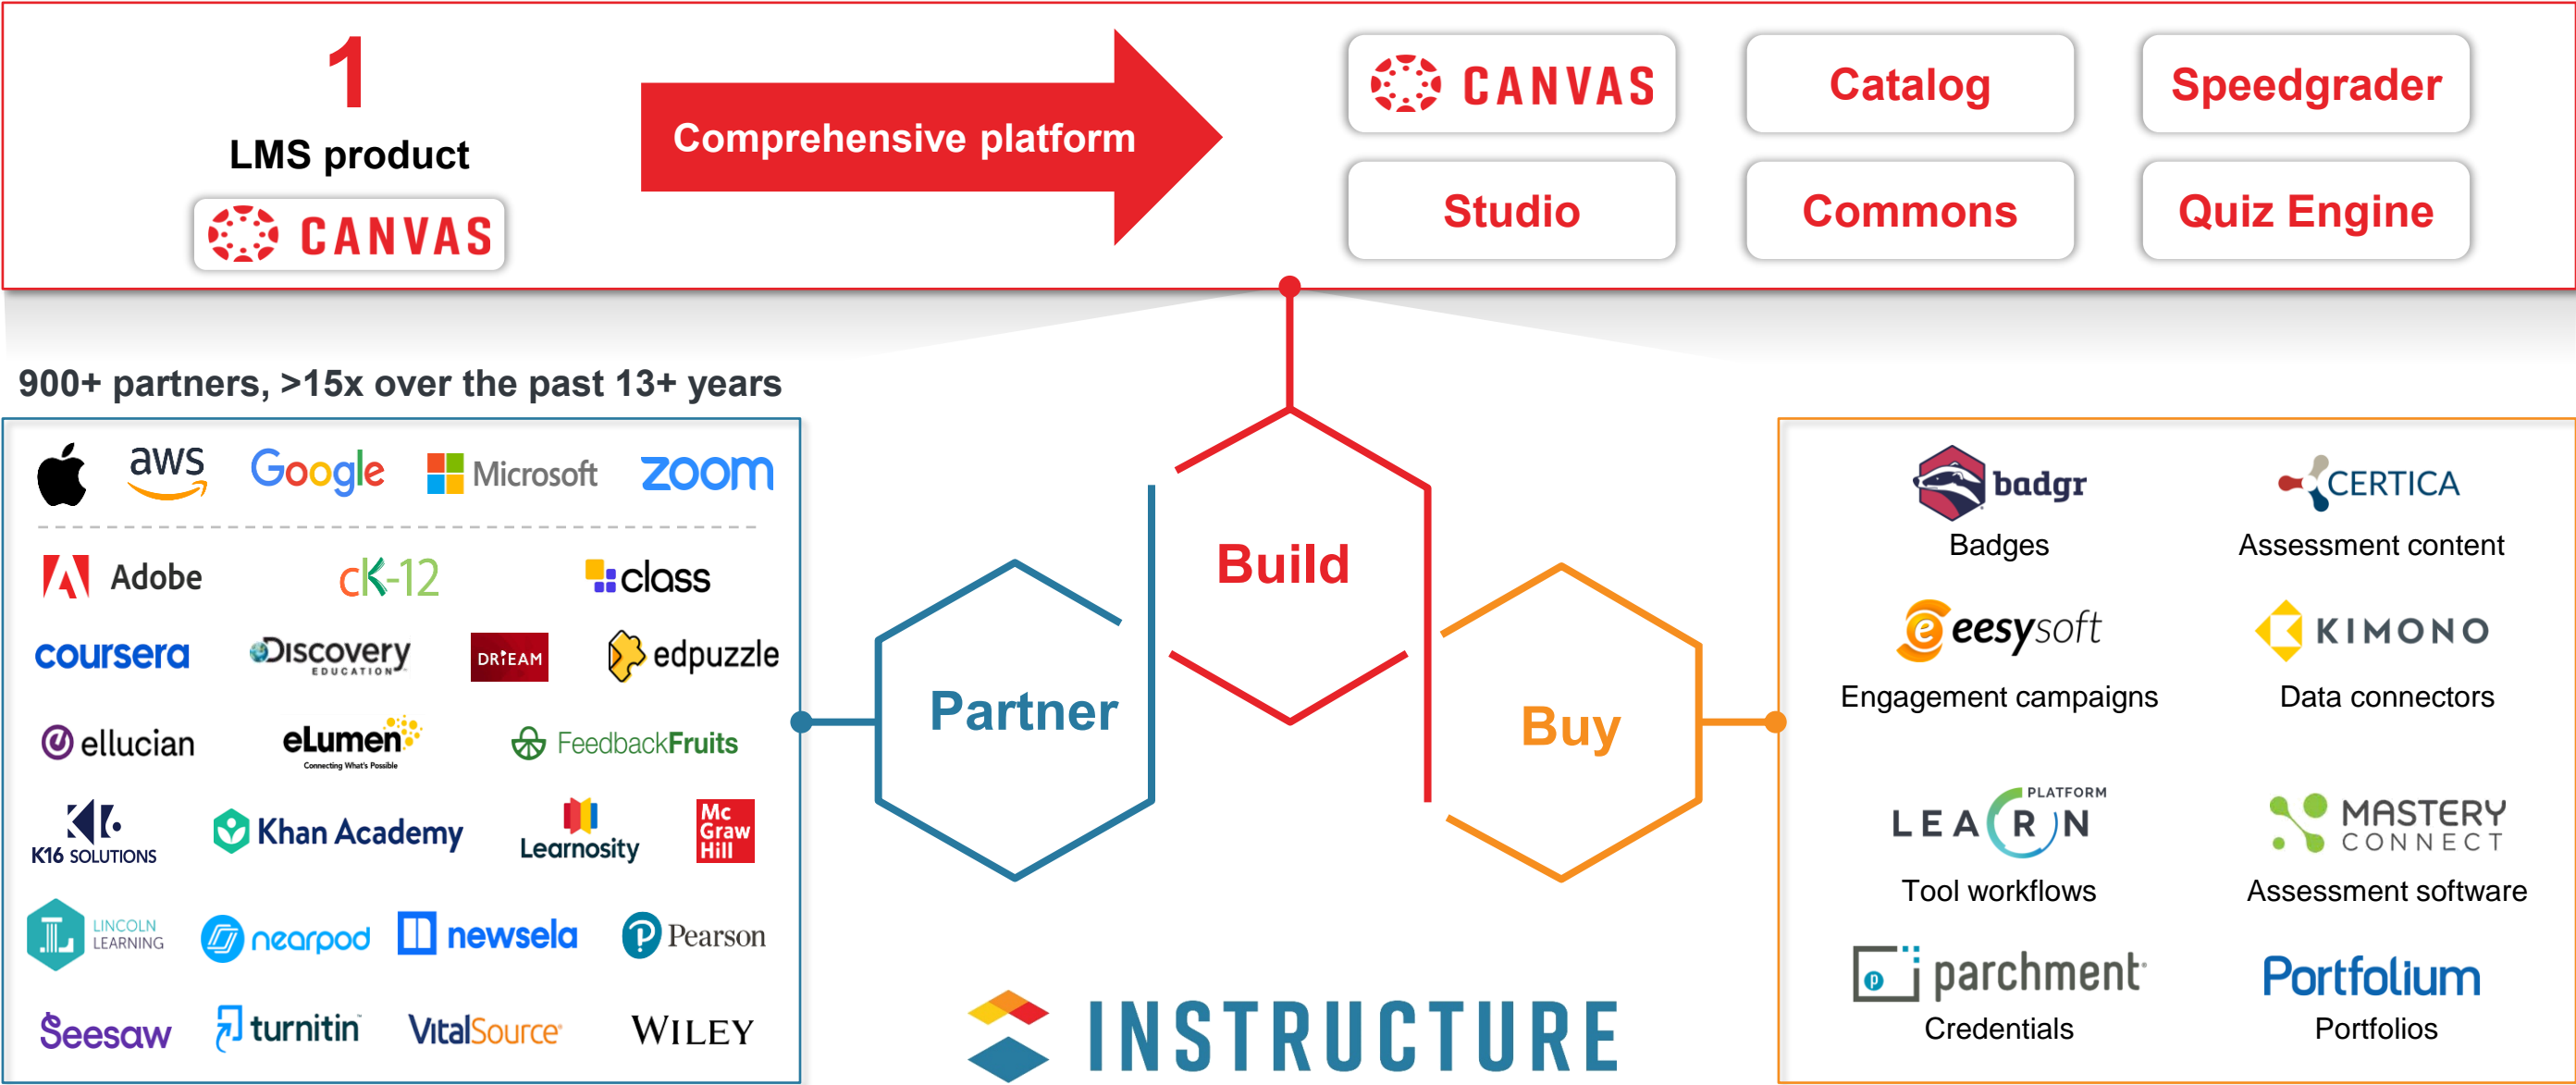 1
LMS product
CANVAS
Comprehensive platform
CANVAS
Catalog
Speedgrader
Studio
Commons
Quiz Engine
900+ partners, >15x over the past 13+ years
aws
Google
Microsoft
zoom
Adobe
cK-12
class
coursera
Discovery
EDUCATION
DRiEAM
edpuzzle
ellucian
eLumen
Connecting What's Possible
FeedbackFruits
K16 SOLUTIONS
Khan Academy
Learnosity
Mc
Graw
Hill
LINCOLN
LEARNING
nearpod
newsela
Pearson
Seesaw
turnitin
VitalSource
WILEY
Partner
Build
Buy
INSTRUCTURE
badgr
Badges
CERTICA
Assessment content
eesysoft
Engagement campaigns
KIMONO
Data connectors
PLATFORM
LEARN
Tool workflows
MASTERY
CONNECT
Assessment software
parchment
Credentials
Portfolium
Portfolios